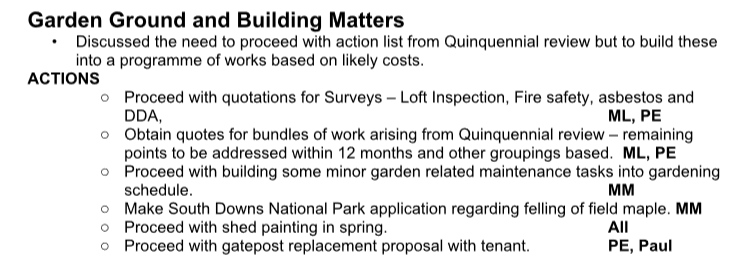 Garden Ground and Building Matters
• Discussed the need to proceed with action list from Quinquennial review but to build these
into a programme of works based on likely costs.
ACTIONS
○ Proceed with quotations for Surveys – Loft Inspection, Fire safety, asbestos and
DDA, ML, PE
○ Obtain quotes for bundles of work arising from Quinquennial review – remaining
points to be addressed within 12 months and other groupings based. ML, PE
○ Proceed with building some minor garden related maintenance tasks into gardening
schedule. MM
○ Make South Downs National Park application regarding felling of field maple. MM
○ Proceed with shed painting in spring. All
○ Proceed with gatepost replacement proposal with tenant. PE, Paul